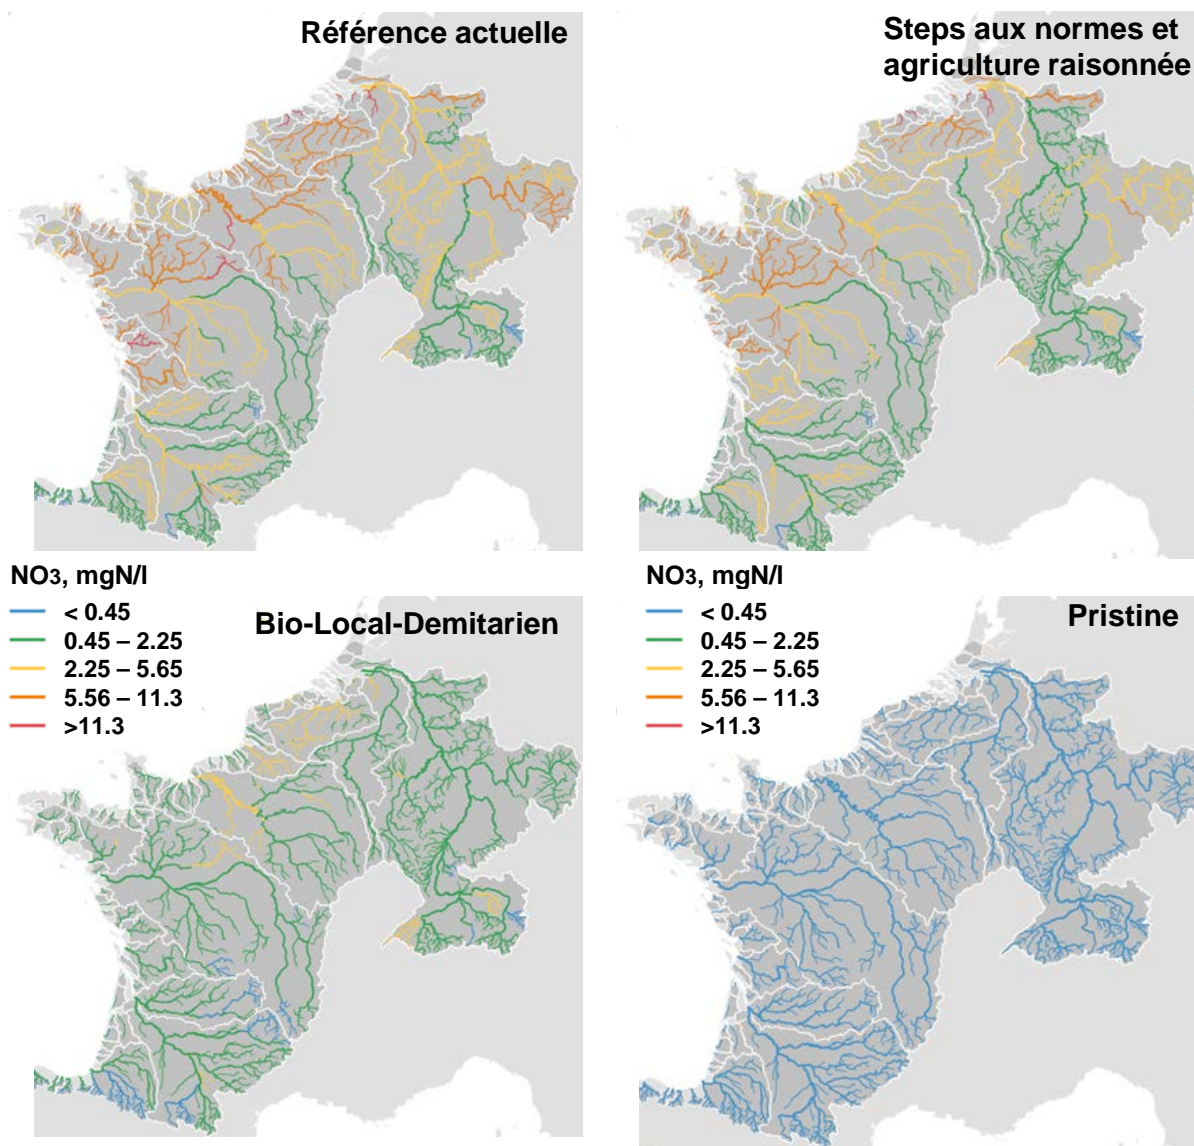 Référence actuelle
Steps aux normes et
agriculture raisonnée
NO3, mgN/l
< 0.45
0.45 – 2.25
2.25 – 5.65
5.56 – 11.3
>11.3
Bio-Local-Demitarien
NO3, mgN/l
< 0.45
0.45 – 2.25
2.25 – 5.65
5.56 – 11.3
>11.3
Pristine